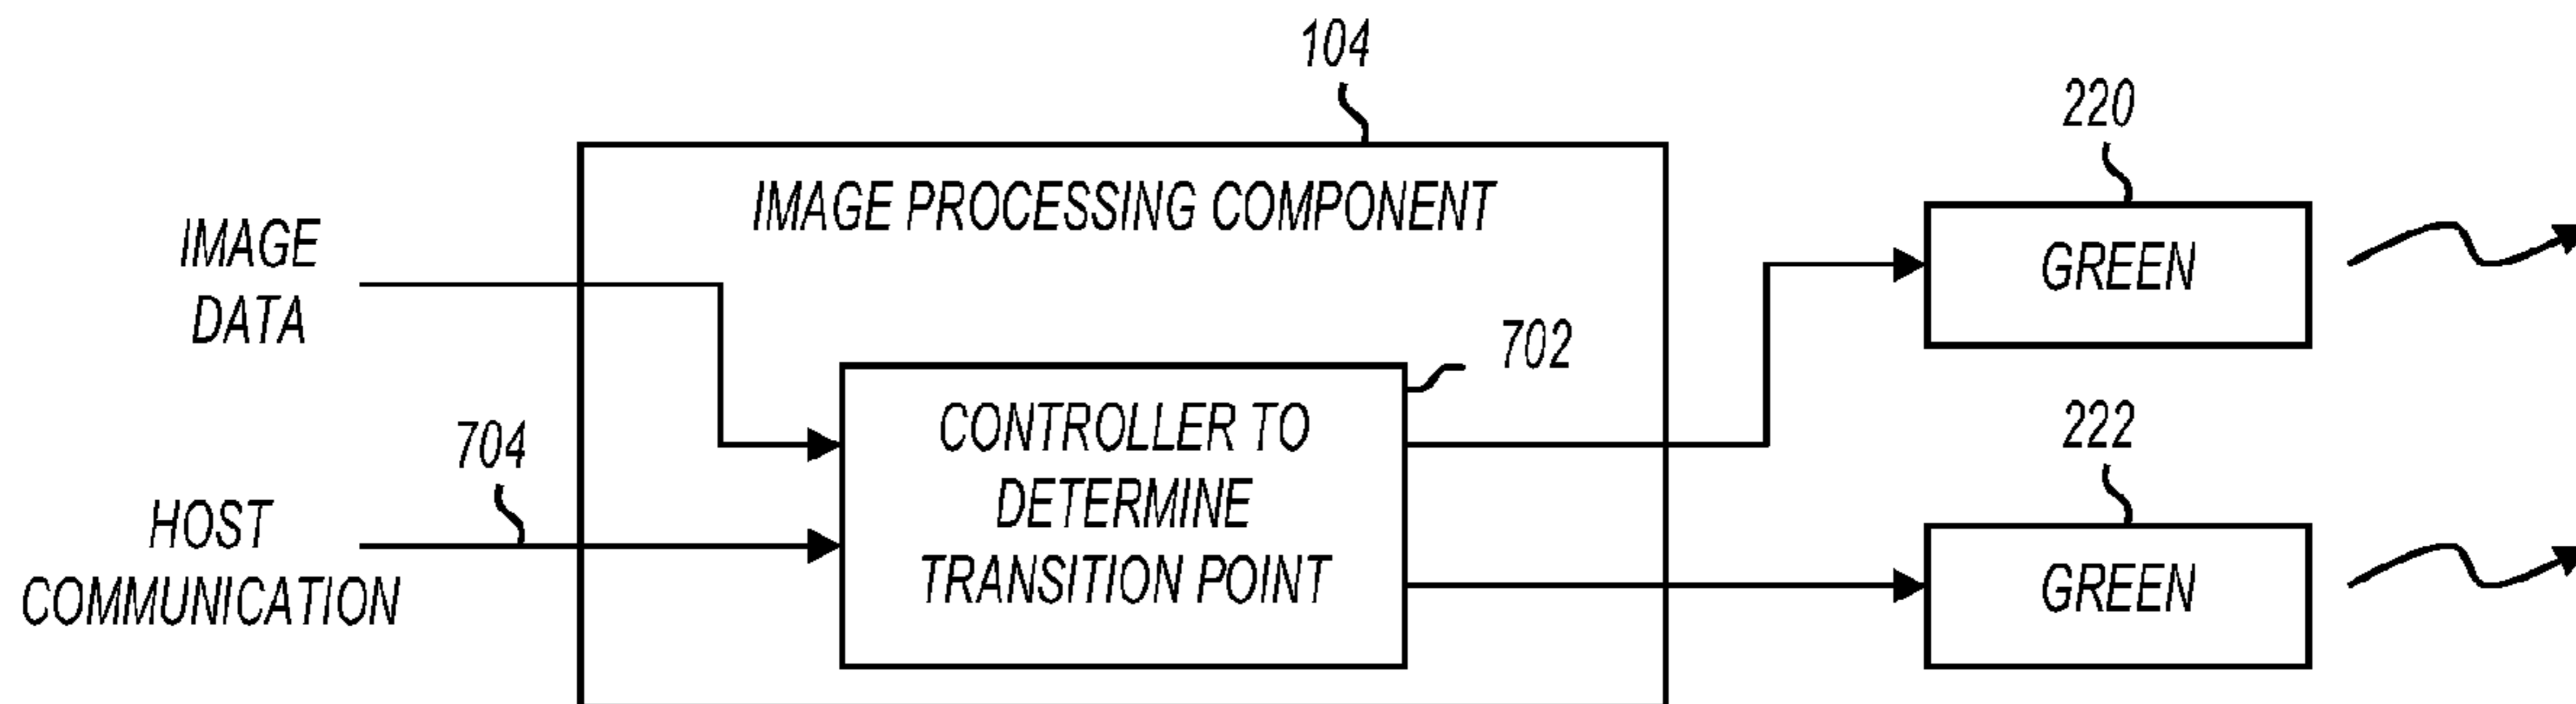 104
220
IMAGE PROCESSING COMPONENT
IMAGE
DATA
GREEN
702
704
CONTROLLER TO
DETERMINE
TRANSITION POINT
222
HOST
COMMUNICATION
GREEN